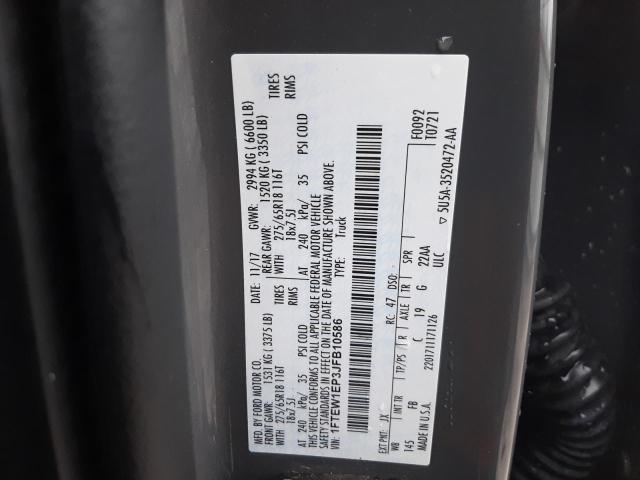 MFD. BY FORD MOTOR CO.
DATE: 11/17 GVWR: 2994 KG ( 6600 LB)
FRONT GAWR: 1531 KG ( 3375 LB) REAR GAWR: 1520 KG ( 3350 LB)
WITH 275/65R18 116T TIRES WITH 275/65R18 116T TIRES
18x7.5J RIMS 18x7.5J RIMS
AT 240 kPa/ 35 PSI COLD AT 240 kPa/ 35 PSI COLD
THIS VEHICLE CONFORMS TO ALL APPLICABLE FEDERAL MOTOR VEHICLE
SAFETY STANDARDS IN EFFECT ON THE DATE OF MANUFACTURE SHOWN ABOVE.
VIN: 1FTEW1EP3JFB10586 TYPE: Truck
F0092
T0721
EXT PNT: JX RC: 47 DSO:
WB INT TR TP/PS R AXLE TR SPR
145 FB C 19 G 22AA
ULC
MADE IN U.S.A. 22017111171126
▽ 5U5A-3520472-AA